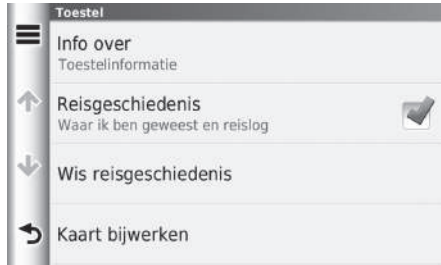 Toestel
Info over
Toestelinformatie
Reisgeschiedenis
Waar ik ben geweest en reislog
Wis reisgeschiedenis
Kaart bijwerken